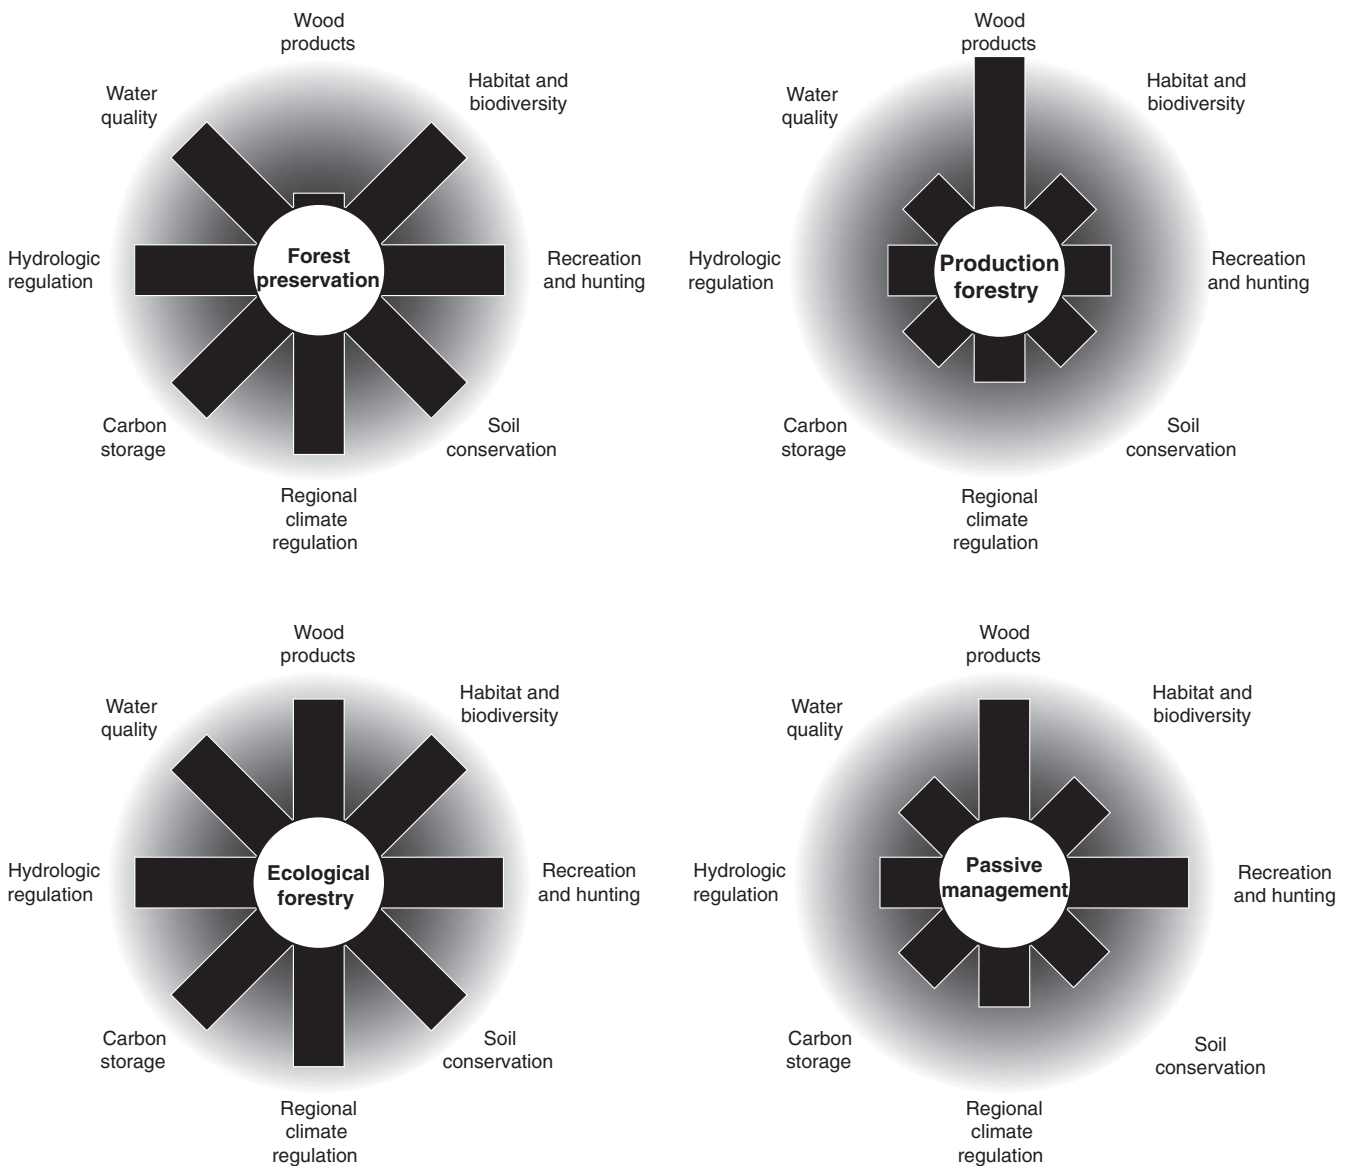 Wood
products
Habitat and
biodiversity
Water
quality
Forest
preservation
Hydrologic
regulation
Recreation
and hunting
Carbon
storage
Soil
conservation
Regional
climate
regulation
Wood
products
Habitat and
biodiversity
Water
quality
Production
forestry
Hydrologic
regulation
Recreation
and hunting
Carbon
storage
Soil
conservation
Regional
climate
regulation
Wood
products
Habitat and
biodiversity
Water
quality
Ecological
forestry
Hydrologic
regulation
Recreation
and hunting
Carbon
storage
Soil
conservation
Regional
climate
regulation
Wood
products
Habitat and
biodiversity
Water
quality
Passive
management
Hydrologic
regulation
Recreation
and hunting
Carbon
storage
Soil
conservation
Regional
climate
regulation